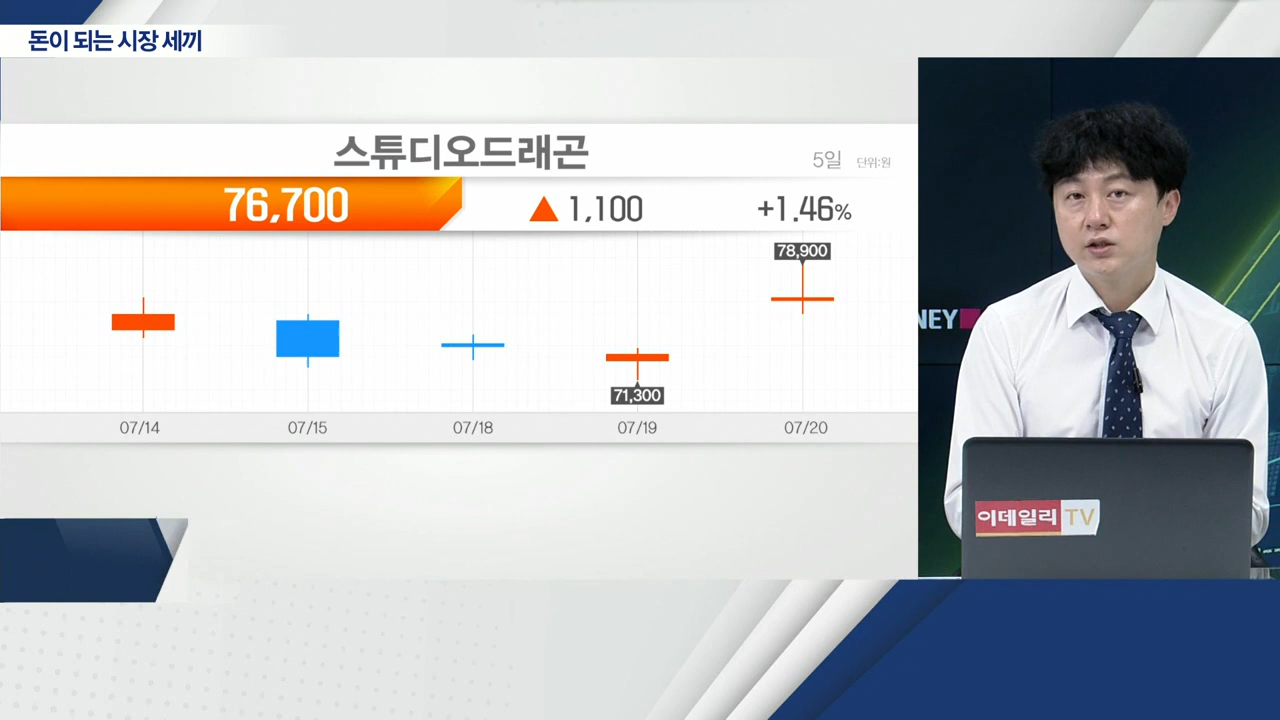 돈이 되는 시장 세끼
스튜디오드래곤
5일 단위:원
76,700 ▲ 1,100 +1.46%
78,900
71,300
07/14 07/15 07/18 07/19 07/20
NEY
이데일리 TV